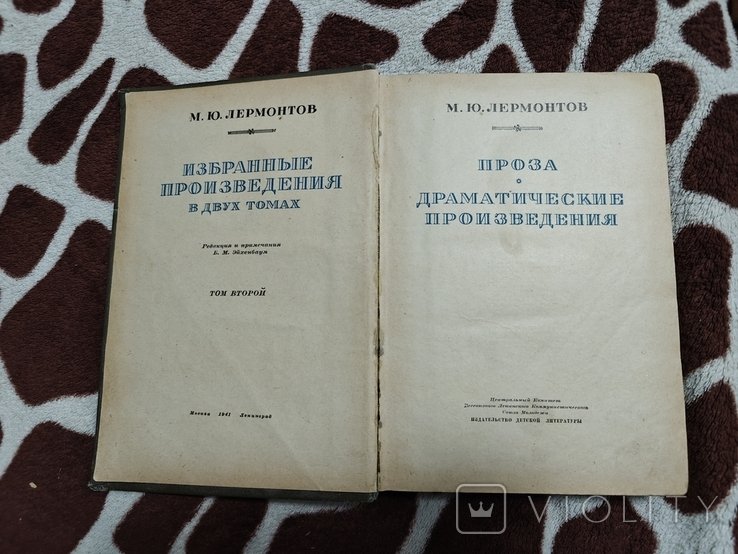 М. Ю. ЛЕРМОНТОВ
ИЗБРАННЫЕ
ПРОИЗВЕДЕНИЯ
В ДВУХ ТОМАХ
Редакция и примечания
Б. М. Эйхенбаум
ТОМ ВТОРОЙ
Москва 1941 Ленинград
М. Ю. ЛЕРМОНТОВ
ПРОЗА
ДРАМАТИЧЕСКИЕ
ПРОИЗВЕДЕНИЯ
Центральный Комитет
Всесоюзного Ленинского Коммунистического
Союза Молодежи
ИЗДАТЕЛЬСТВО ДЕТСКОЙ ЛИТЕРАТУРЫ
VIOLITY